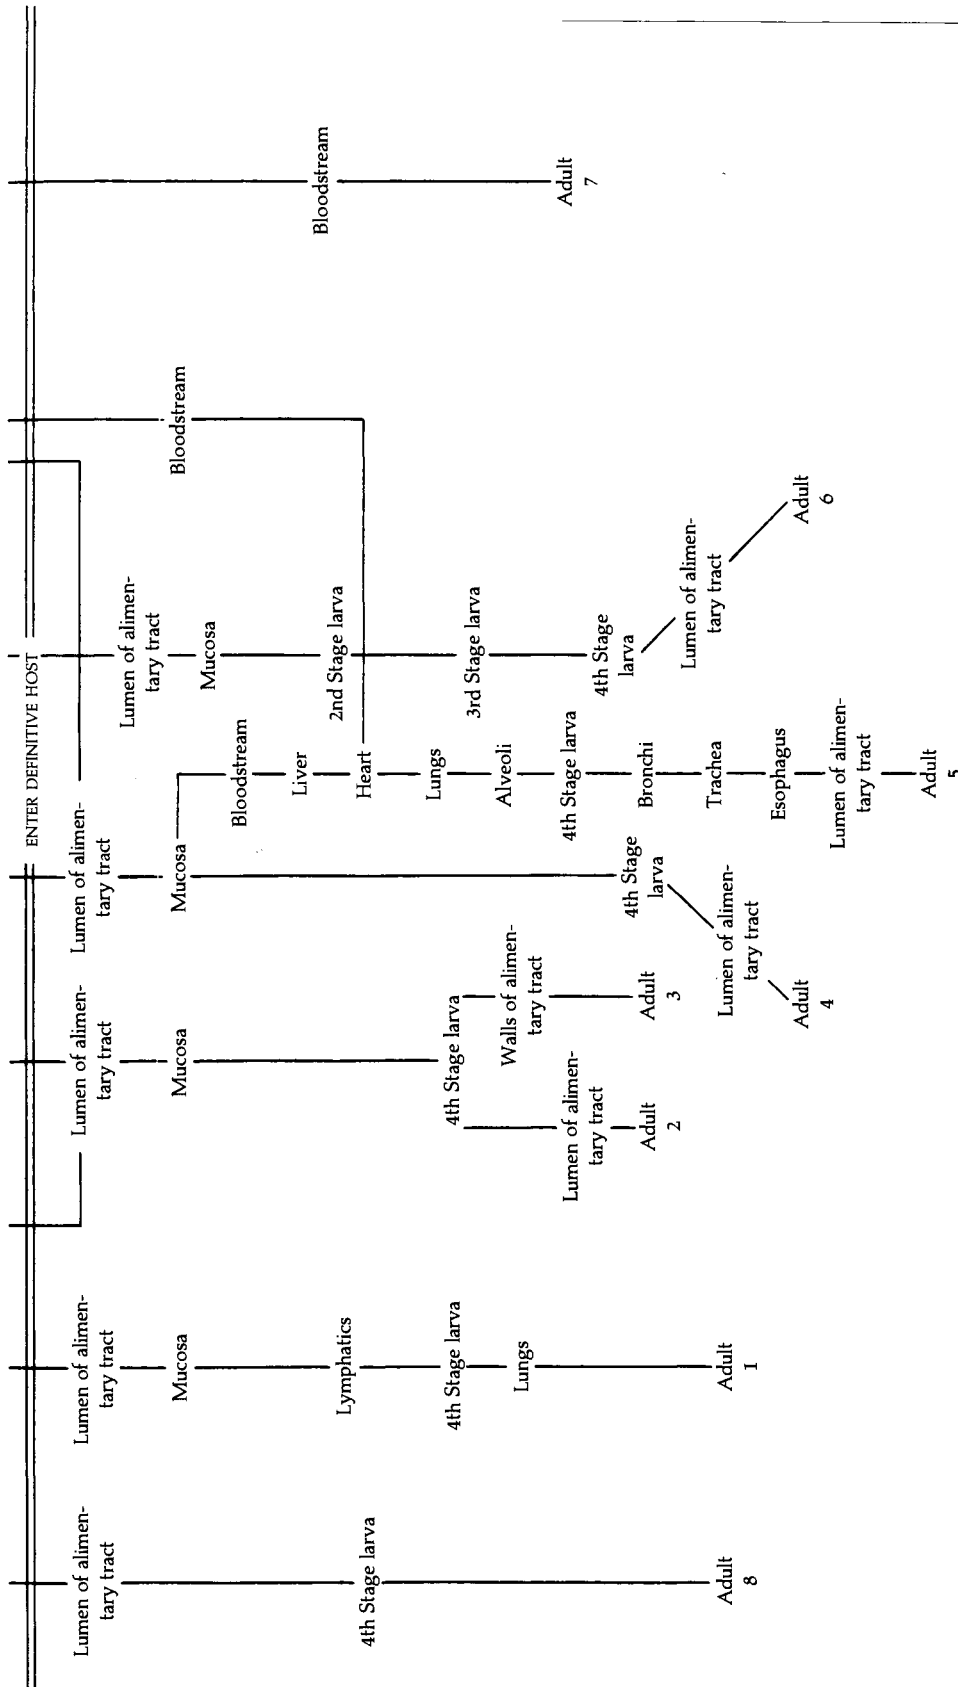 ENTER DEFINITIVE HOST
Lumen of alimen-
tary tract
4th Stage larva
Adult
8
Lumen of alimen-
tary tract
Mucosa
Lymphatics
4th Stage larva
Lungs
Adult
1
Lumen of alimen-
tary tract
Mucosa
4th Stage larva
Lumen of alimen-
tary tract
Adult
2
Walls of alimen-
tary tract
Adult
3
Lumen of alimen-
tary tract
Mucosa
4th Stage
larva
Lumen of alimen-
tary tract
Adult
4
Bloodstream
Liver
Heart
Lungs
Alveoli
4th Stage larva
Bronchi
Trachea
Esophagus
Lumen of alimen-
tary tract
Adult
5
Lumen of alimen-
tary tract
Mucosa
2nd Stage larva
3rd Stage larva
4th Stage
larva
Lumen of alimen-
tary tract
Adult
6
Bloodstream
Bloodstream
Adult
7